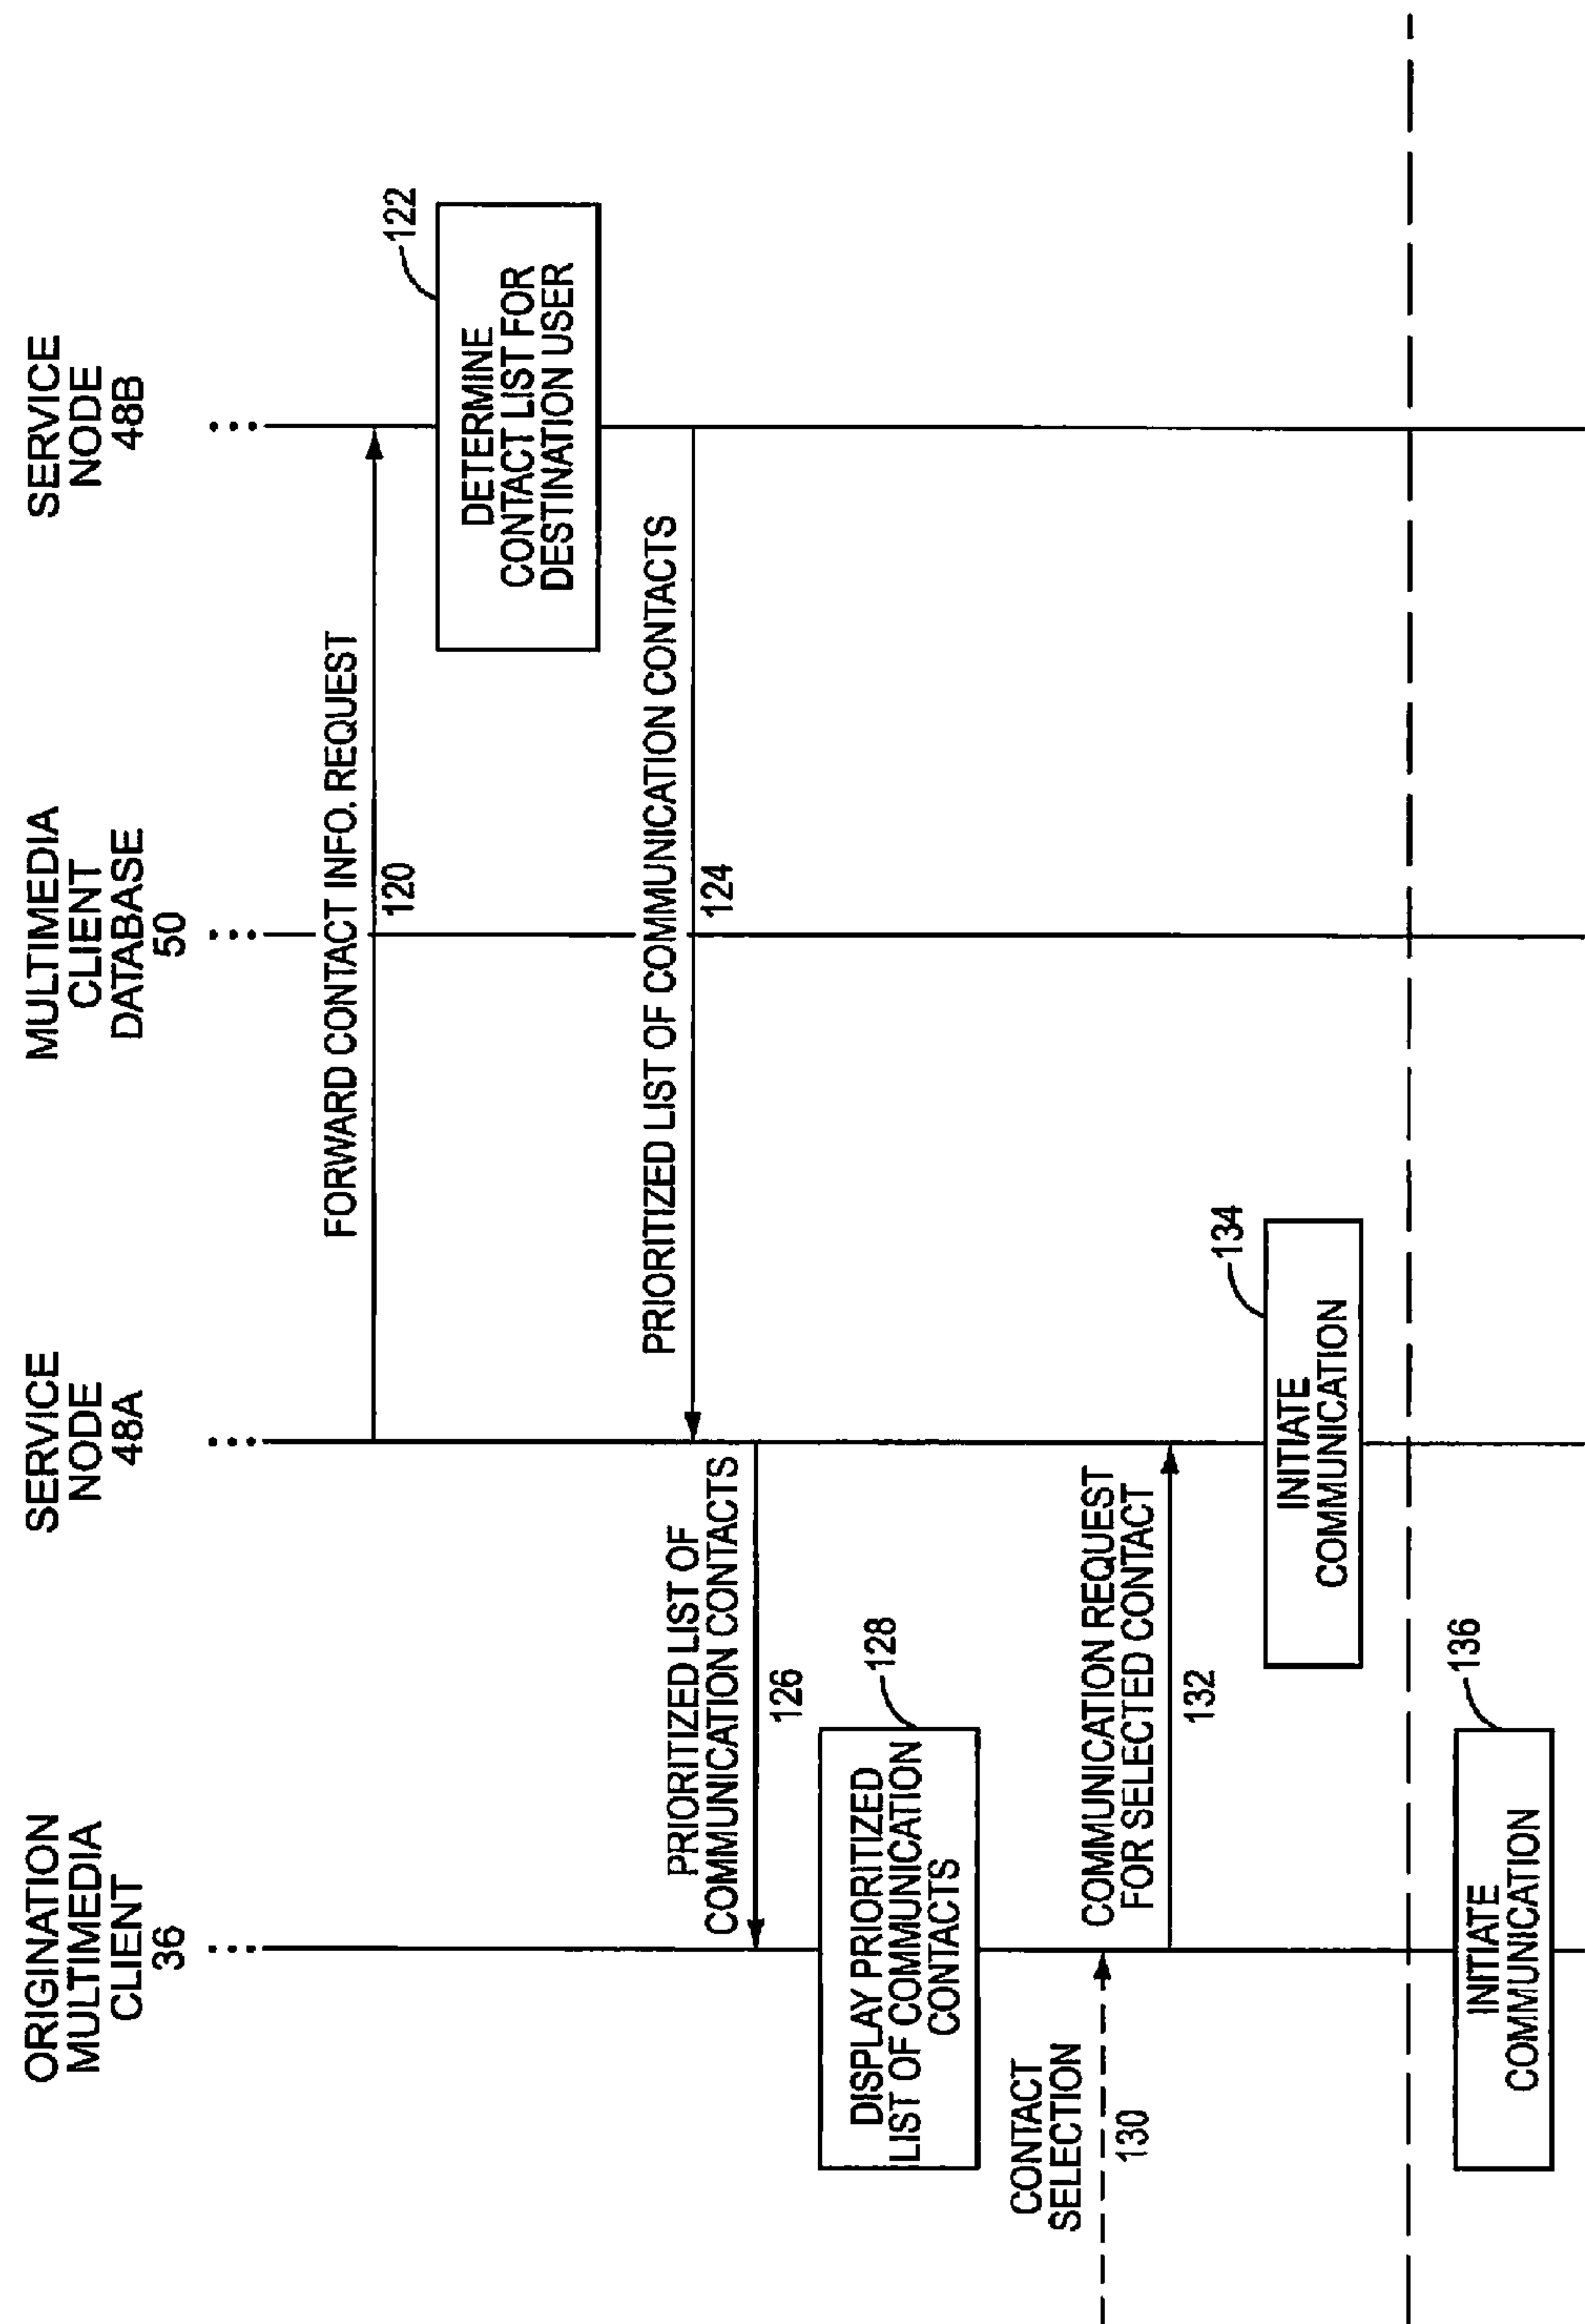 ORIGINATION
MULTIMEDIA
CLIENT
36
SERVICE
NODE
48A
MULTIMEDIA
CLIENT
DATABASE
50
SERVICE
NODE
48B
FORWARD CONTACT INFO. REQUEST
120
122
DETERMINE
CONTACT LIST FOR
DESTINATION USER
PRIORITIZED LIST OF COMMUNICATION CONTACTS
124
PRIORITIZED LIST OF
COMMUNICATION CONTACTS
126
128
DISPLAY PRIORITIZED
LIST OF COMMUNICATION
CONTACTS
CONTACT
SELECTION
130
COMMUNICATION REQUEST
FOR SELECTED CONTACT
132
134
INITIATE
COMMUNICATION
136
INITIATE
COMMUNICATION